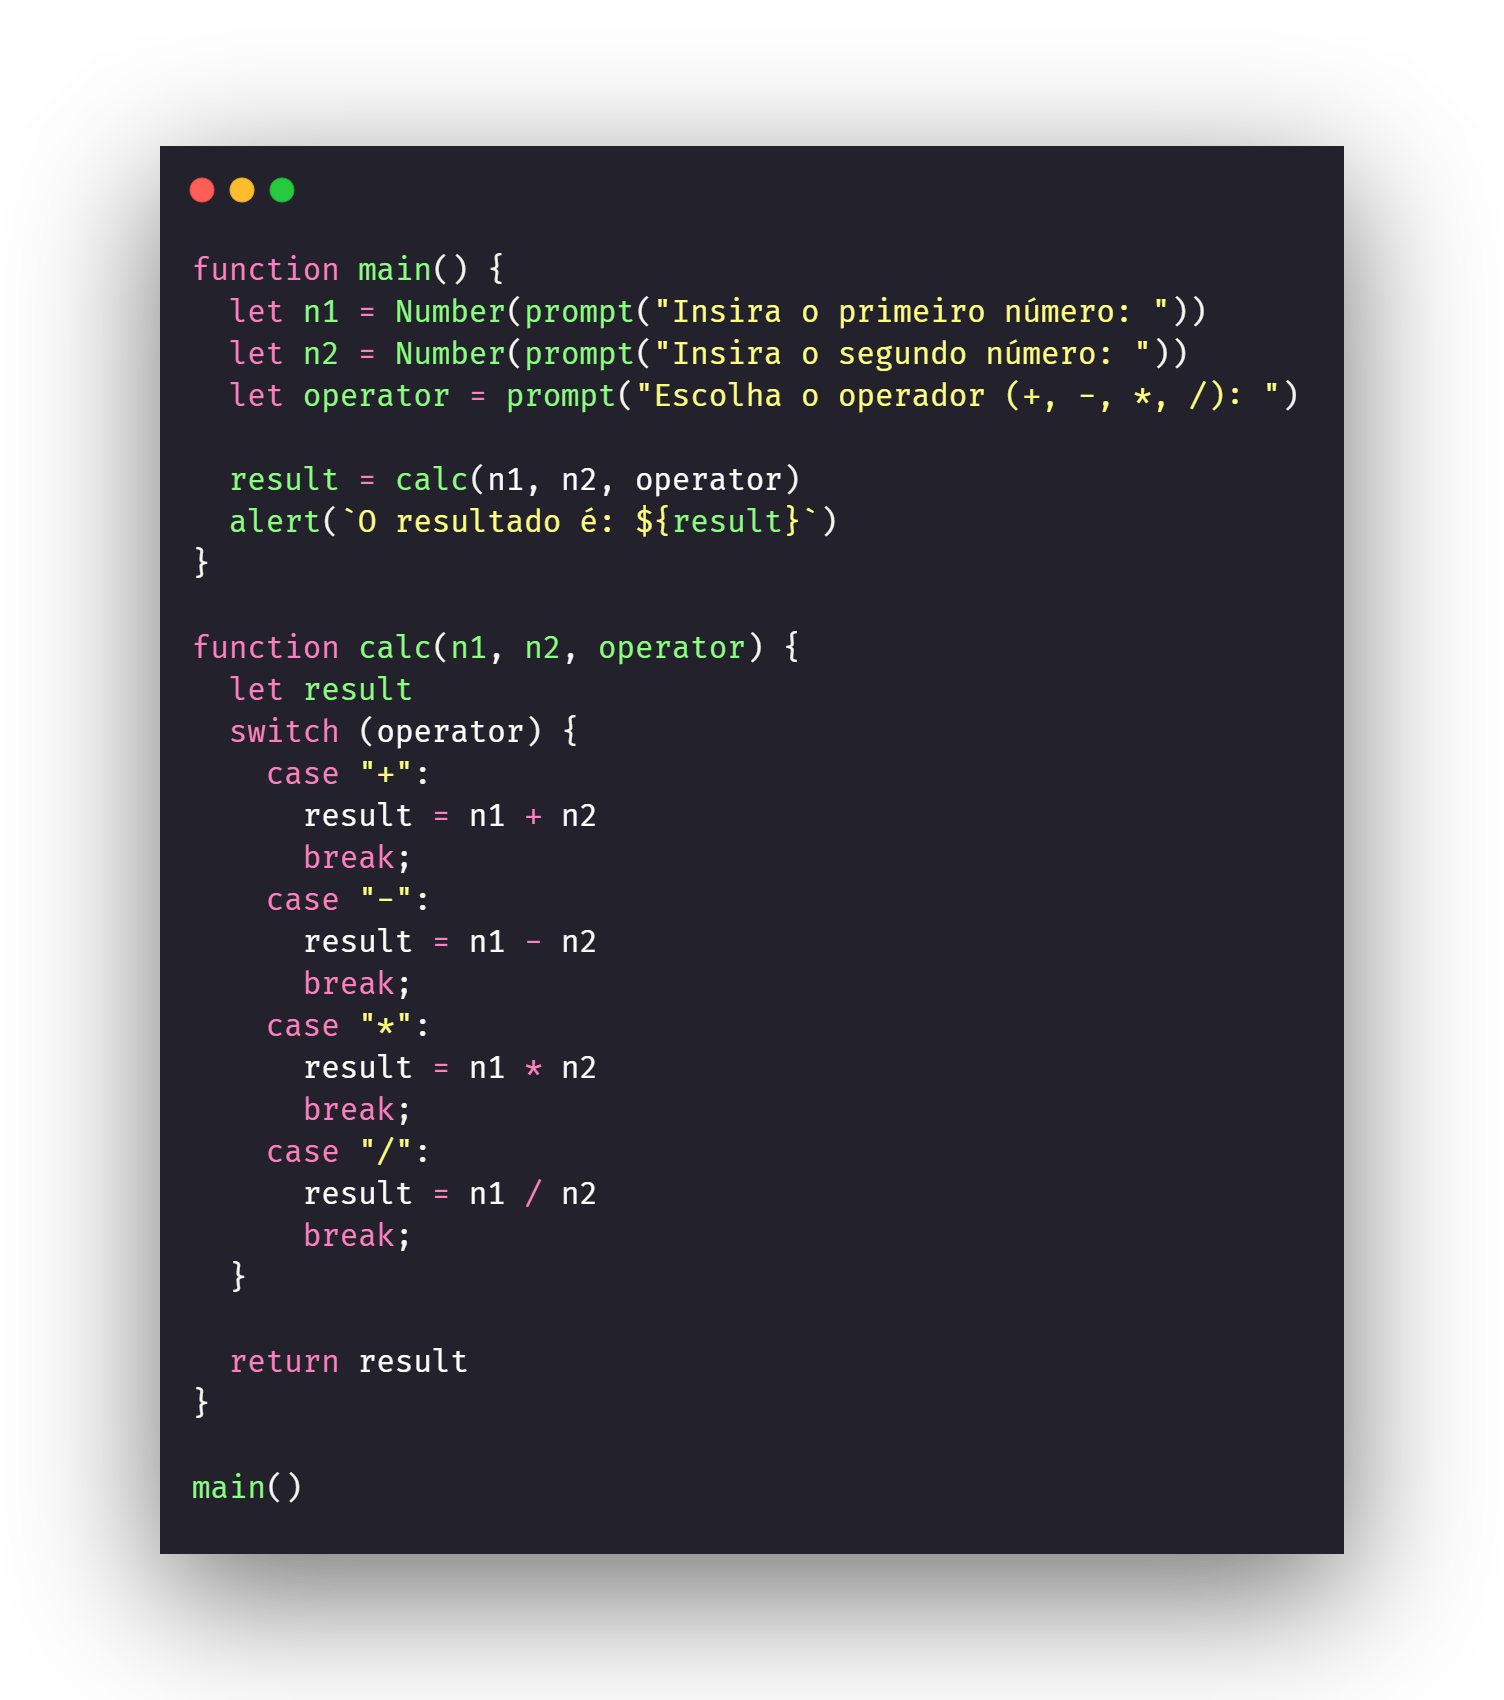 function main() {
  let n1 = Number(prompt("Insira o primeiro número: "))
  let n2 = Number(prompt("Insira o segundo número: "))
  let operator = prompt("Escolha o operador (+, -, *, /): ")

  result = calc(n1, n2, operator)
  alert(`O resultado é: ${result}`)
}

function calc(n1, n2, operator) {
  let result
  switch (operator) {
    case "+":
      result = n1 + n2
      break;
    case "-":
      result = n1 - n2
      break;
    case "*":
      result = n1 * n2
      break;
    case "/":
      result = n1 / n2
      break;
  }

  return result
}

main()